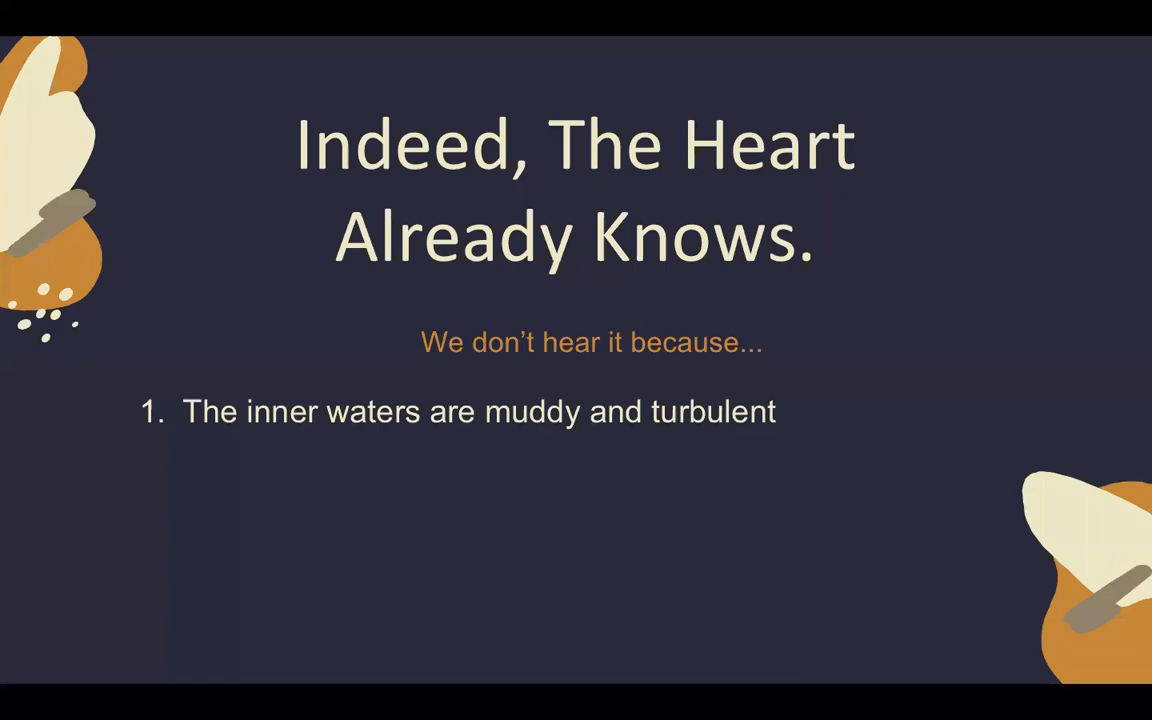 Indeed, The Heart
Already Knows.
We don’t hear it because...
1. The inner waters are muddy and turbulent